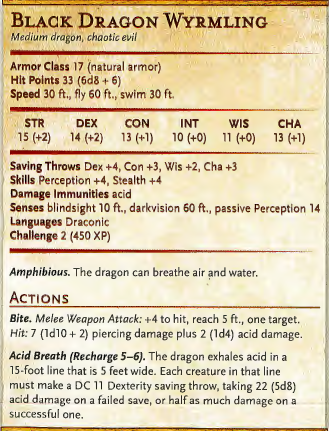 BLACK DRAGON WYRMLING
Medium dragon, chaotic evil
Armor Class 17 (natural armor)
Hit Points 33 (6d8 + 6)
Speed 30 ft., fly 60 ft., swim 30 ft.
STR DEX CON INT WIS CHA
15 (+2) 14 (+2) 13 (+1) 10 (+0) 11 (+0) 13 (+1)
Saving Throws Dex +4, Con +3, Wis +2, Cha +3
Skills Perception +4, Stealth +4
Damage Immunities acid
Senses blindsight 10 ft., darkvision 60 ft., passive Perception 14
Languages Draconic
Challenge 2 (450 XP)
Amphibious. The dragon can breathe air and water.
ACTIONS
Bite. Melee Weapon Attack: +4 to hit, reach 5 ft., one target.
Hit: 7 (1d10 + 2) piercing damage plus 2 (1d4) acid damage.
Acid Breath (Recharge 5–6). The dragon exhales acid in a
15-foot line that is 5 feet wide. Each creature in that line
must make a DC 11 Dexterity saving throw, taking 22 (5d8)
acid damage on a failed save, or half as much damage on a
successful one.